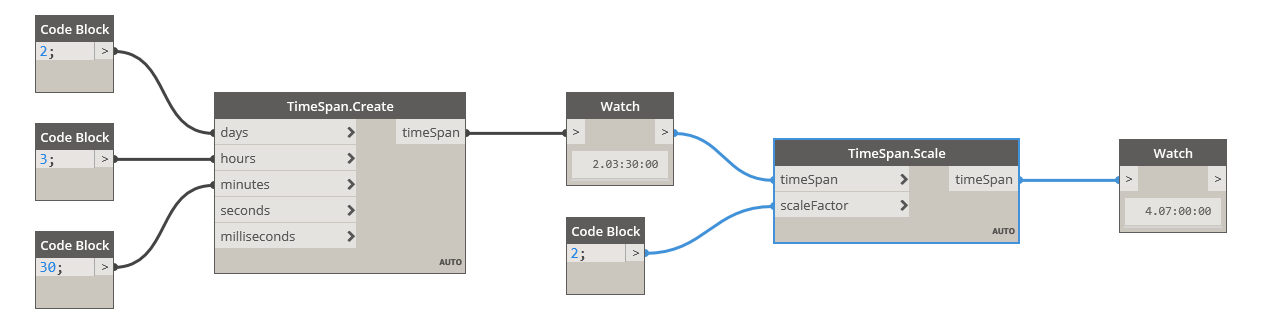 Code Block
2;
>
Code Block
3;
>
Code Block
30;
>
TimeSpan.Create
days
hours
minutes
seconds
milliseconds
timeSpan
AUTO
Watch
> >
2.03:30:00
Code Block
2;
>
TimeSpan.Scale
timeSpan
scaleFactor
timeSpan
AUTO
Watch
> >
4.07:00:00